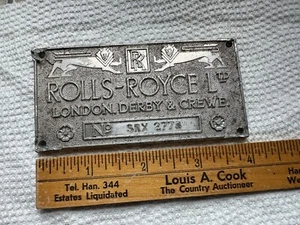 R
ROLLS-ROYCE LTD
LONDON, DERBY & CREWE.
No SRX 2778
1 2 3 4
Tel. Han. 344
Estates Liquidated
Louis A. Cook
The Country Auctioneer
Han